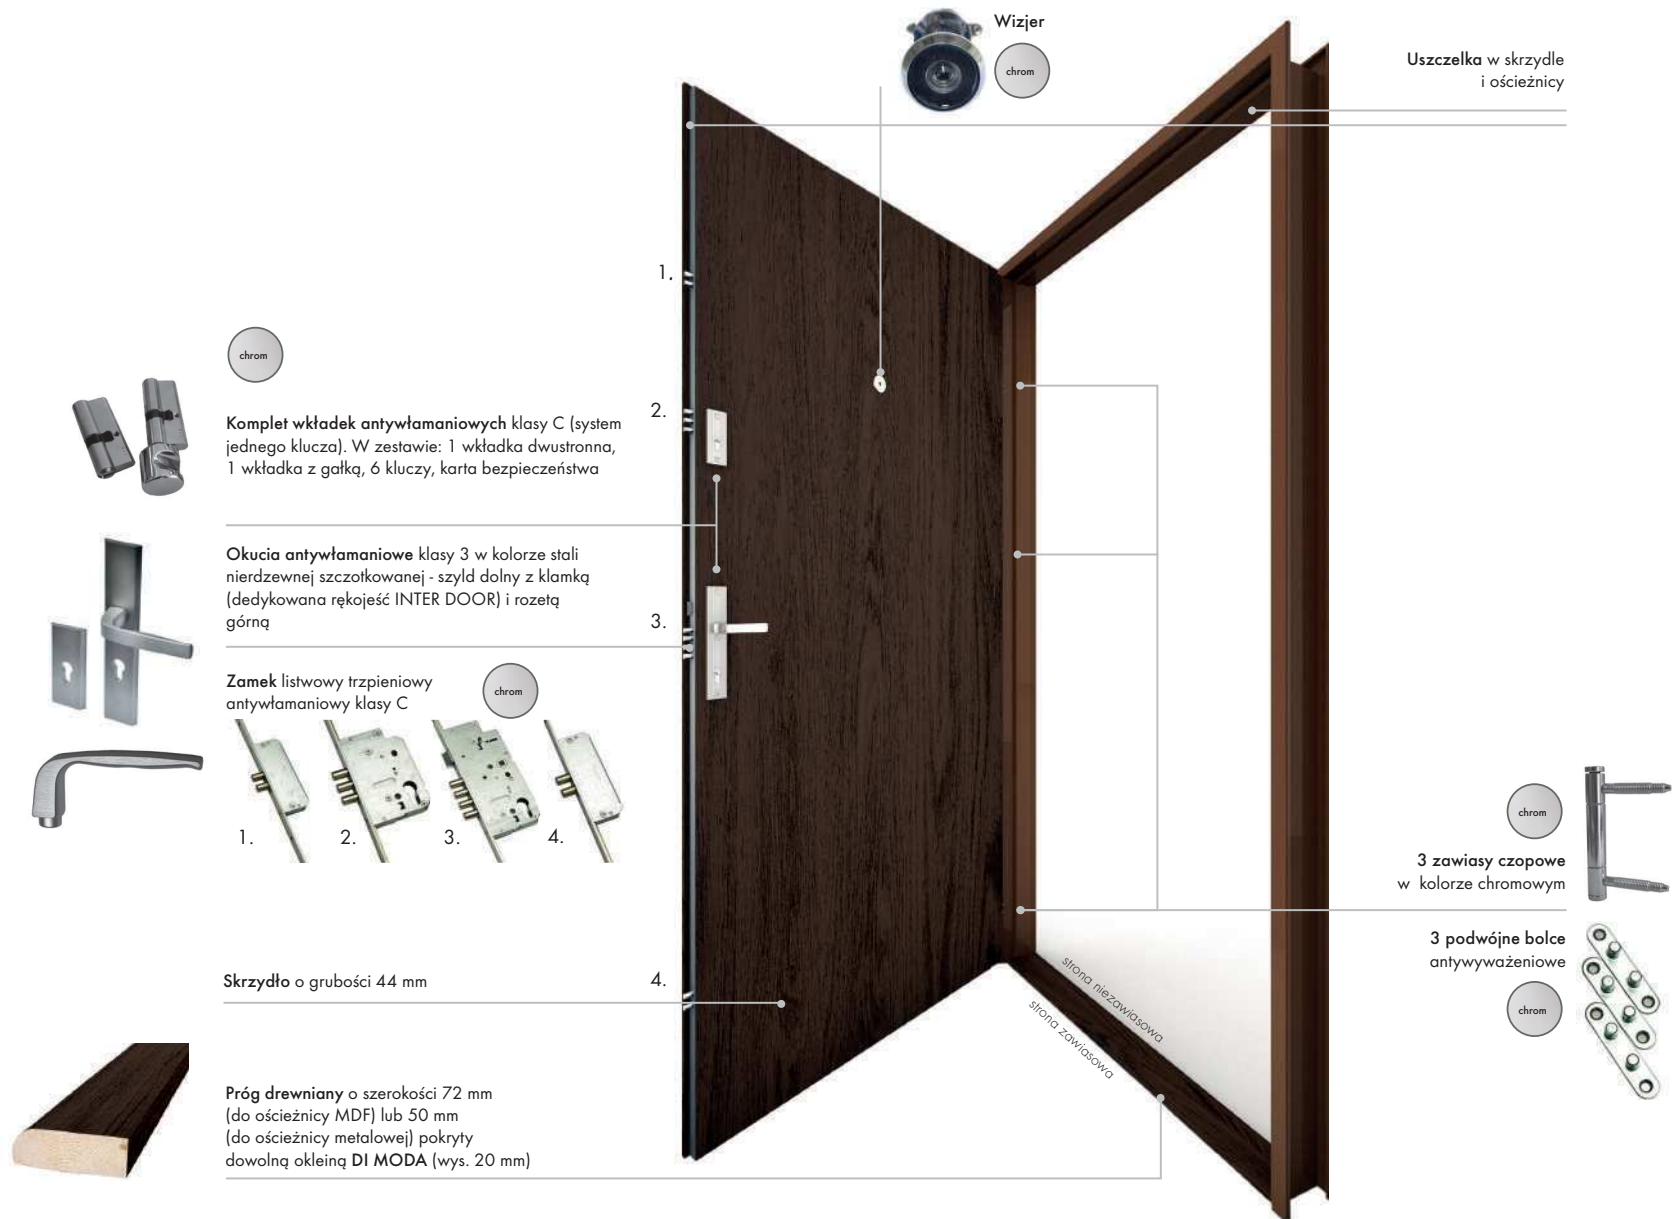 Wizjer
chrom
Uszczelka w skrzydle
i ościeżnicy
1.
chrom
2.
Komplet wkładek antywłamaniowych klasy C (system
jednego klucza). W zestawie: 1 wkładka dwustronna,
1 wkładka z gałką, 6 kluczy, karta bezpieczeństwa
Okucia antywłamaniowe klasy 3 w kolorze stali
nierdzewnej szczotkowanej - szyld dolny z klamką
(dedykowana rękojeść INTER DOOR) i rozetą
górną
3.
Zamek listwowy trzpieniowy
antywłamaniowy klasy C
chrom
1.
2.
3.
4.
chrom
3 zawiasy czopowe
w kolorze chromowym
3 podwójne bolce
antywyważeniowe
chrom
Skrzydło o grubości 44 mm
4.
strona niezawiasowa
strona zawiasowa
Próg drewniany o szerokości 72 mm
(do ościeżnicy MDF) lub 50 mm
(do ościeżnicy metalowej) pokryty
dowolną okleiną DI MODA (wys. 20 mm)